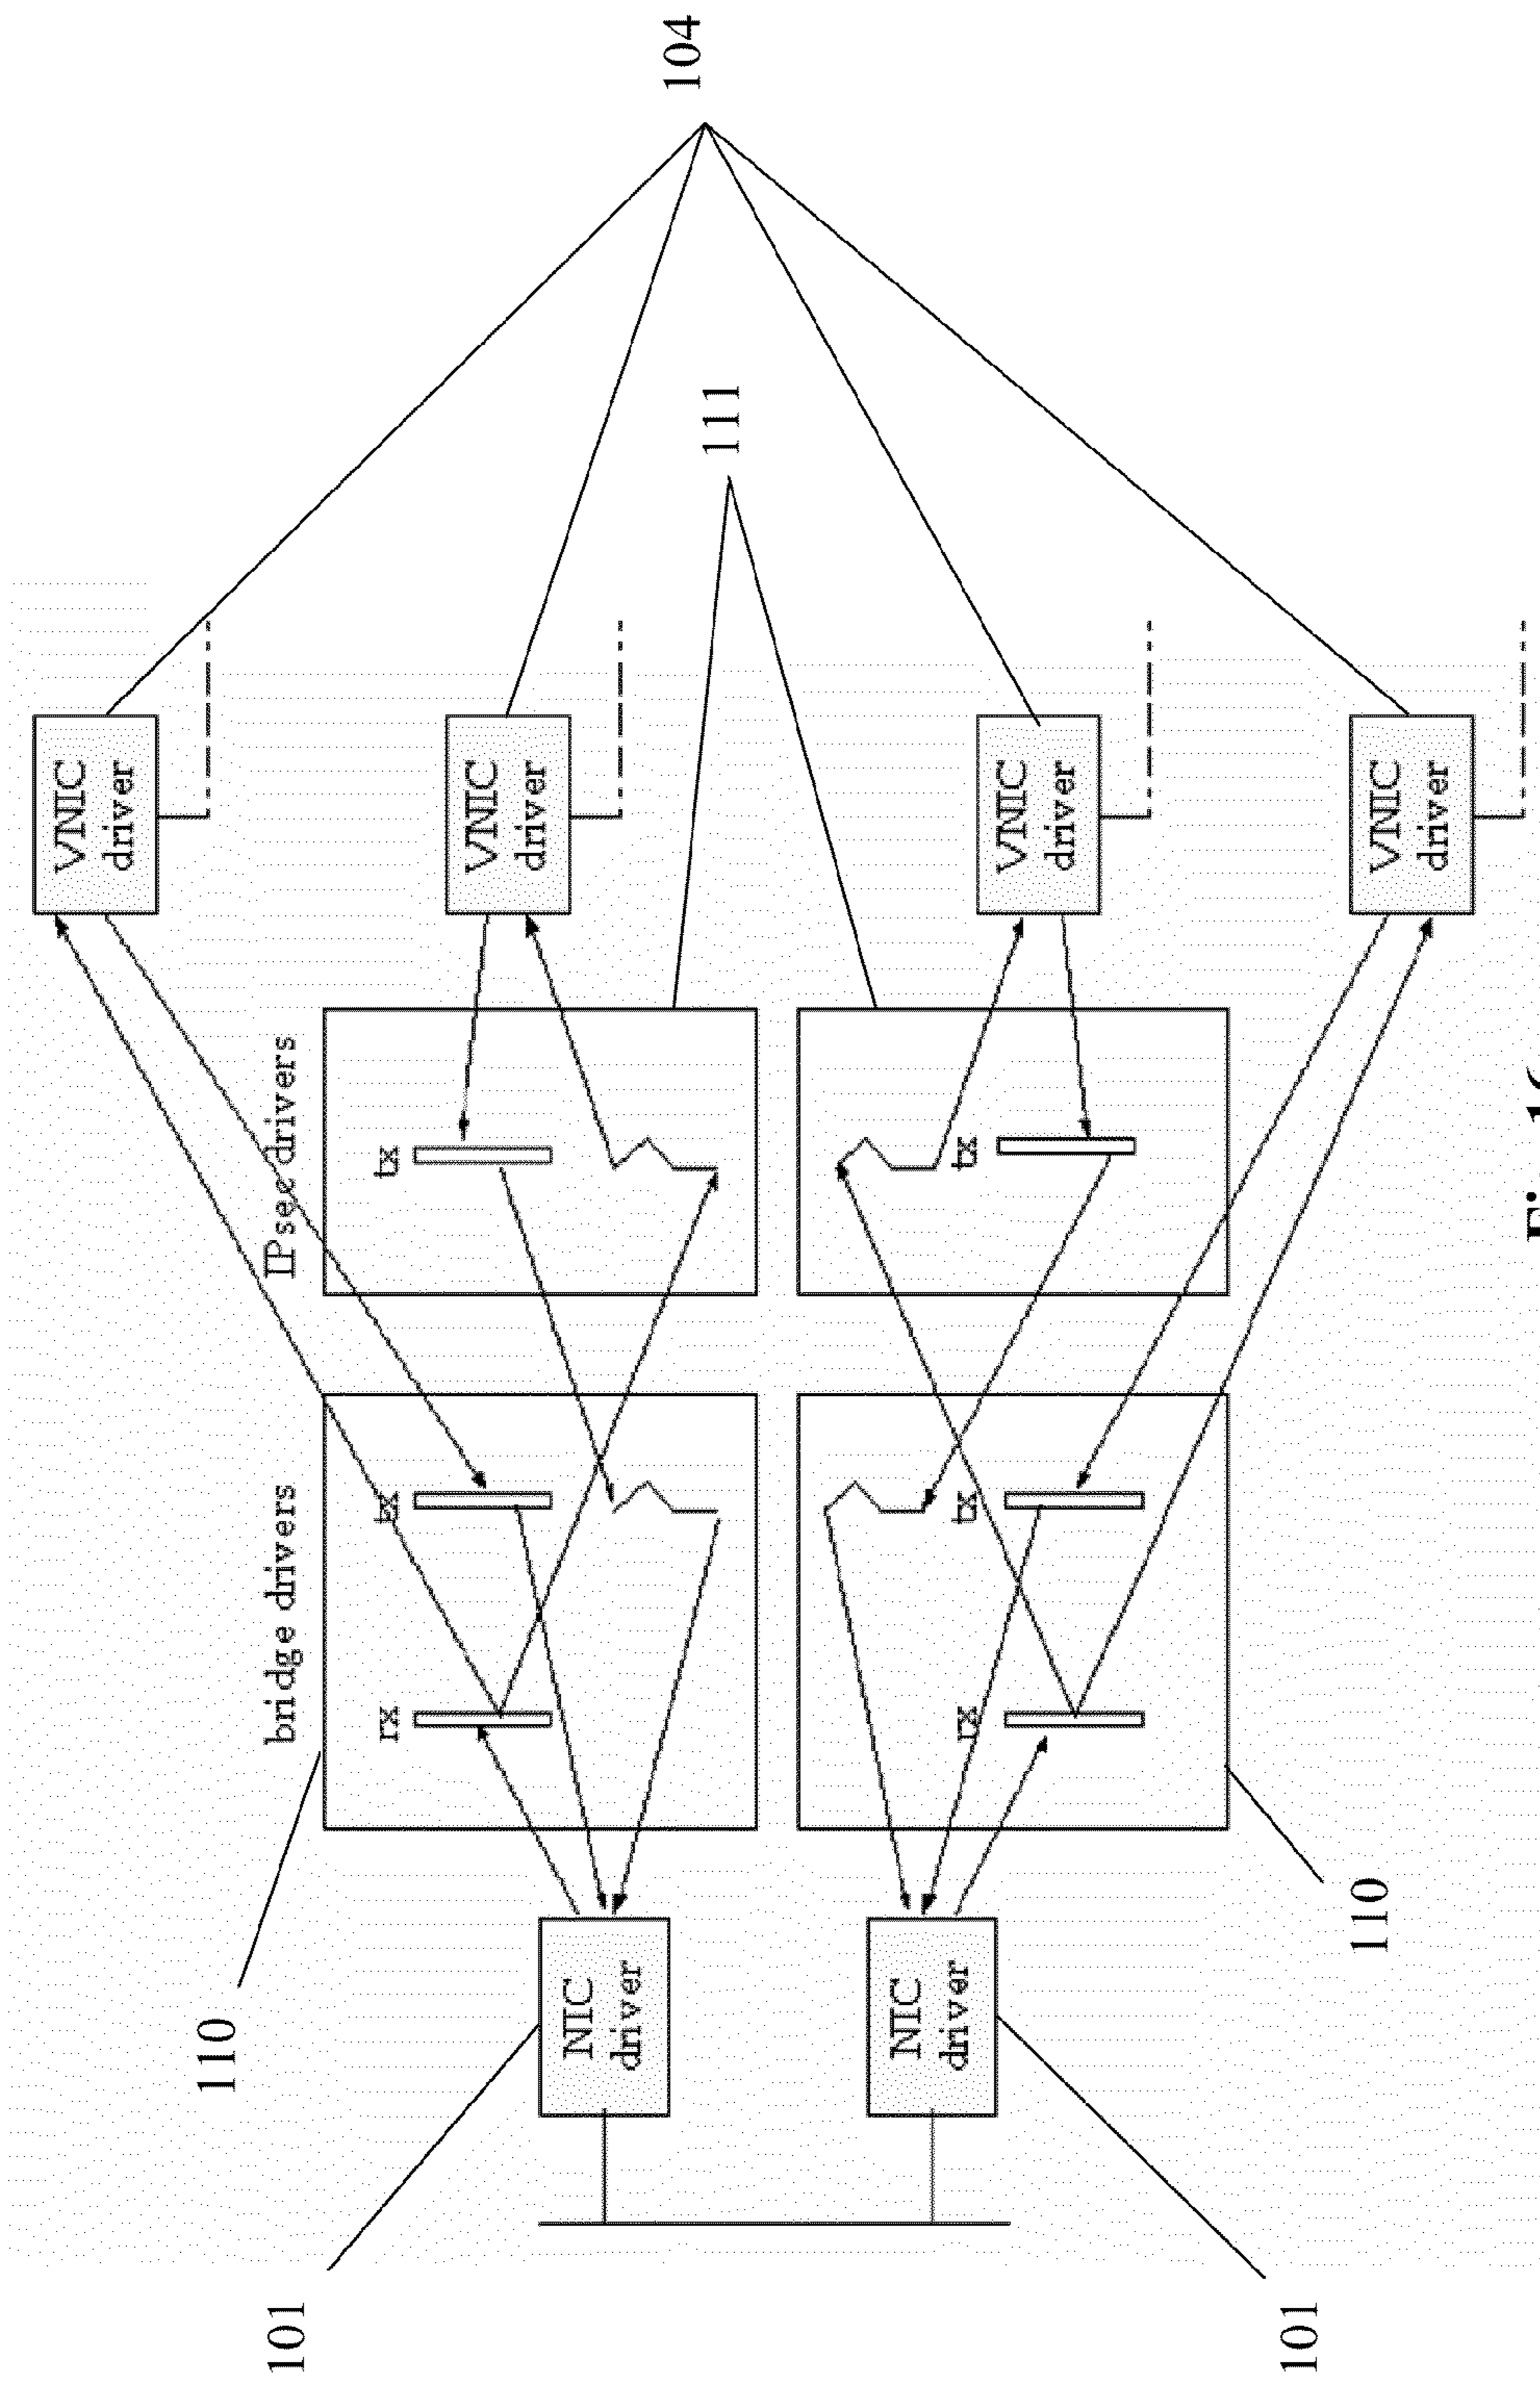 VNIC
driver
110
bridge drivers
IPsec drivers
101
rx
tx
tx
VNIC
driver
NIC
driver
104
111
NIC
driver
rx
tx
tx
VNIC
driver
101
110
VNIC
driver